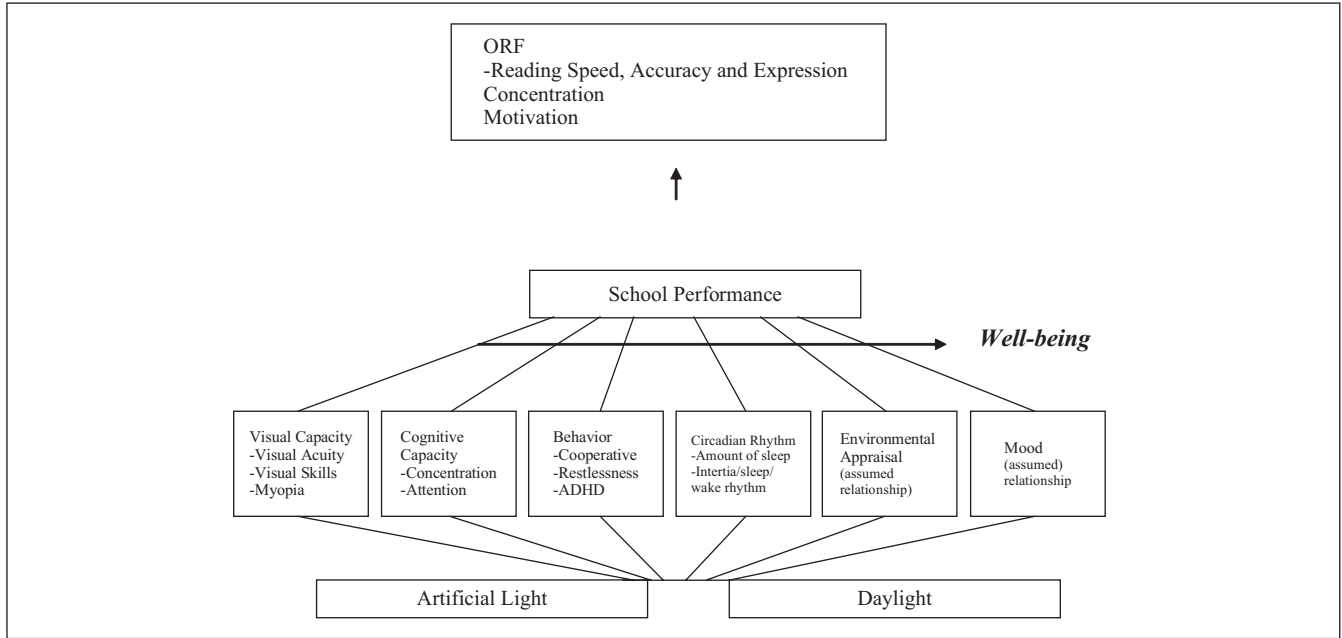 ORF
-Reading Speed, Accuracy and Expression
Concentration
Motivation
School Performance
Well-being
Visual Capacity
-Visual Acuity
-Visual Skills
-Myopia
Cognitive
Capacity
-Concentration
-Attention
Behavior
-Cooperative
-Restlessness
-ADHD
Circadian Rhythm
-Amount of sleep
-Intertia/sleep/
wake rhythm
Environmental
Appraisal
(assumed
relationship)
Mood
(assumed)
relationship
Artificial Light
Daylight